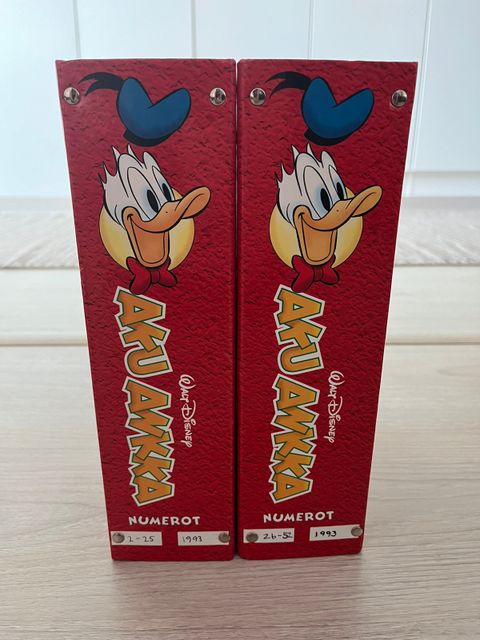 AKU ANKKA
WALT DISNEY
NUMEROT
2-25 1993
AKU ANKKA
WALT DISNEY
NUMEROT
26-52 1993